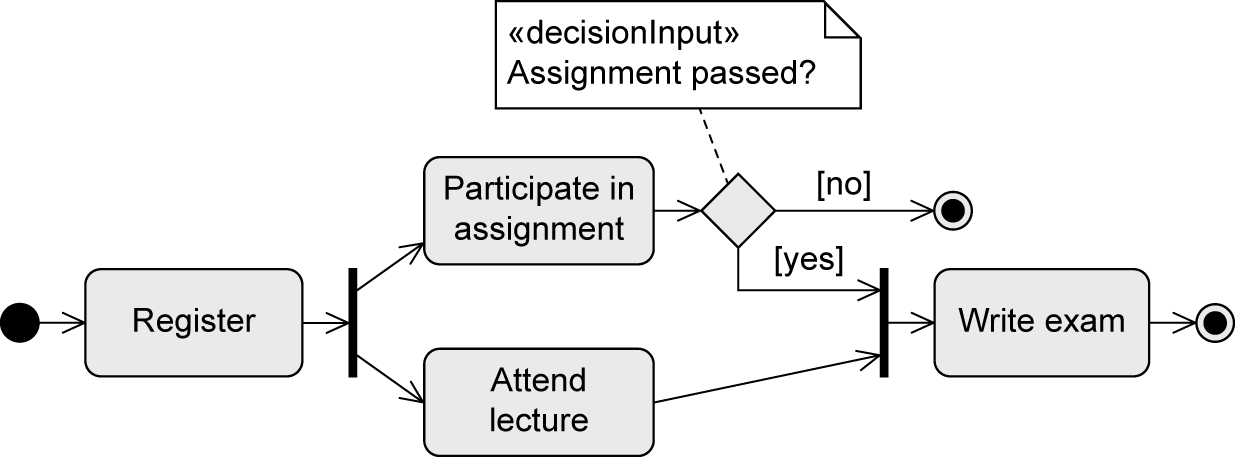 «decisionInput»
Assignment passed?
Participate in
assignment
[no]
[yes]
Register
Write exam
Attend
lecture